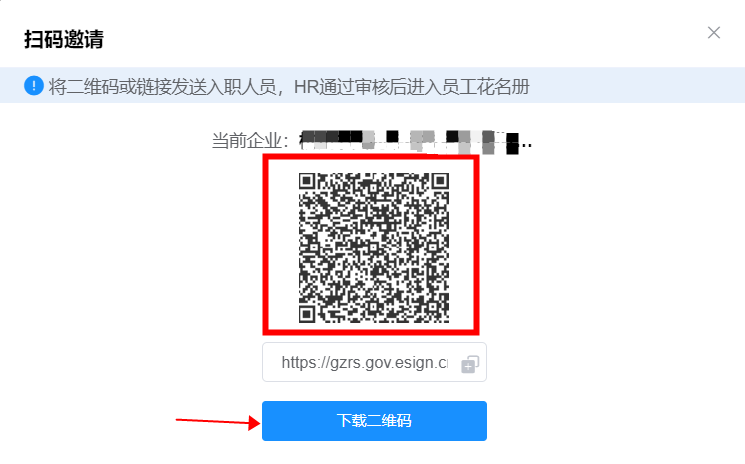 扫码邀请
将二维码或链接发送入职人员，HR通过审核后进入员工花名册
当前企业：
https://gzrs.gov.esign.c
下载二维码